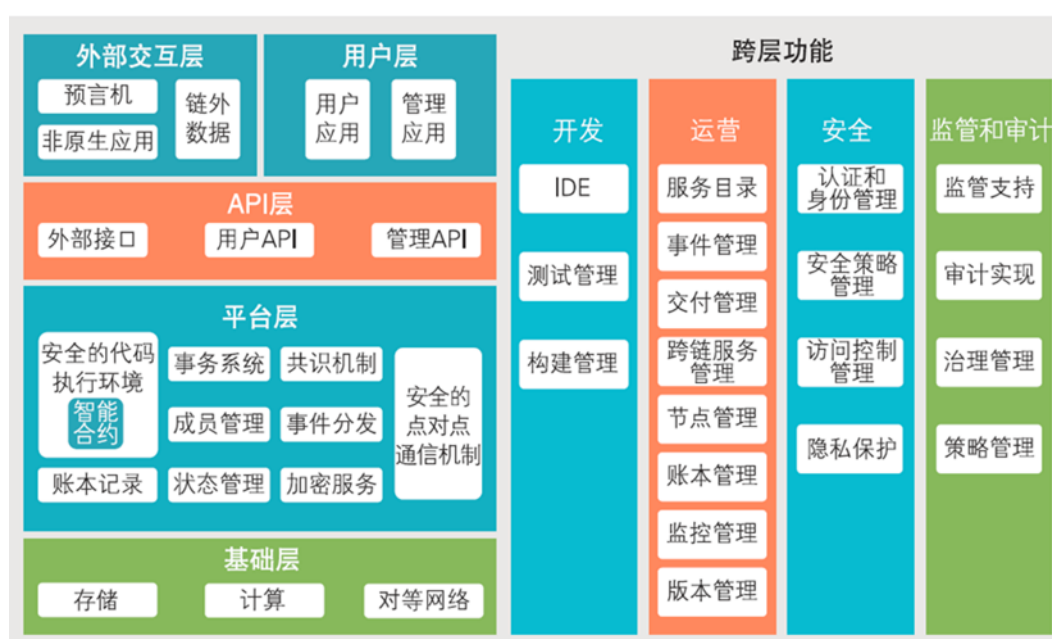 外部交互层
预言机
非原生应用
链外
数据
用户层
用户
应用
管理
应用
API层
外部接口
用户API
管理API
平台层
安全的代码
执行环境
智能
合约
事务系统
共识机制
成员管理
事件分发
安全的
点对点
通信机制
账本记录
状态管理
加密服务
基础层
存储
计算
对等网络
跨层功能
开发
IDE
测试管理
构建管理
运营
服务目录
事件管理
交付管理
跨链服务
管理
节点管理
账本管理
监控管理
版本管理
安全
认证和
身份管理
安全策略
管理
访问控制
管理
隐私保护
监管和审计
监管支持
审计实现
治理管理
策略管理